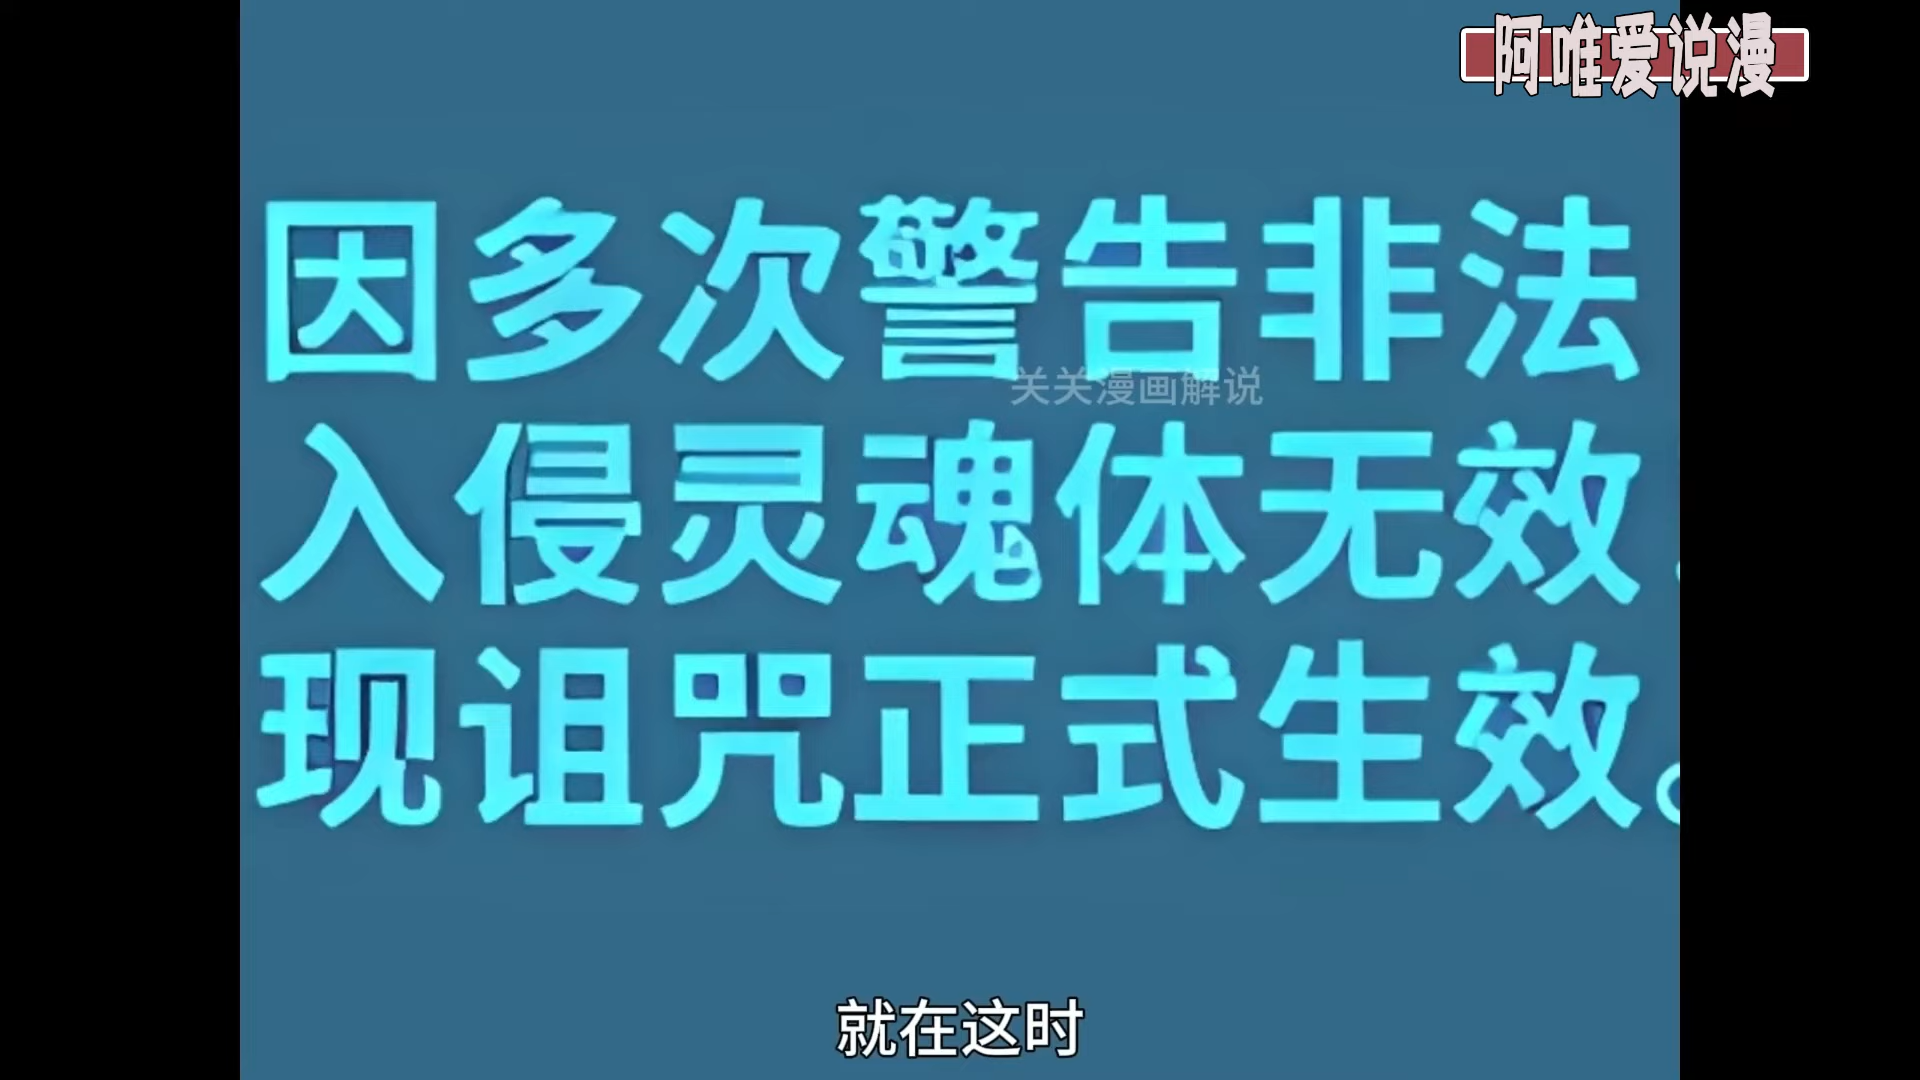 阿唯爱说漫
因多次警告非法
关关漫画解说
入侵灵魂体无效，
现诅咒正式生效。
就在这时